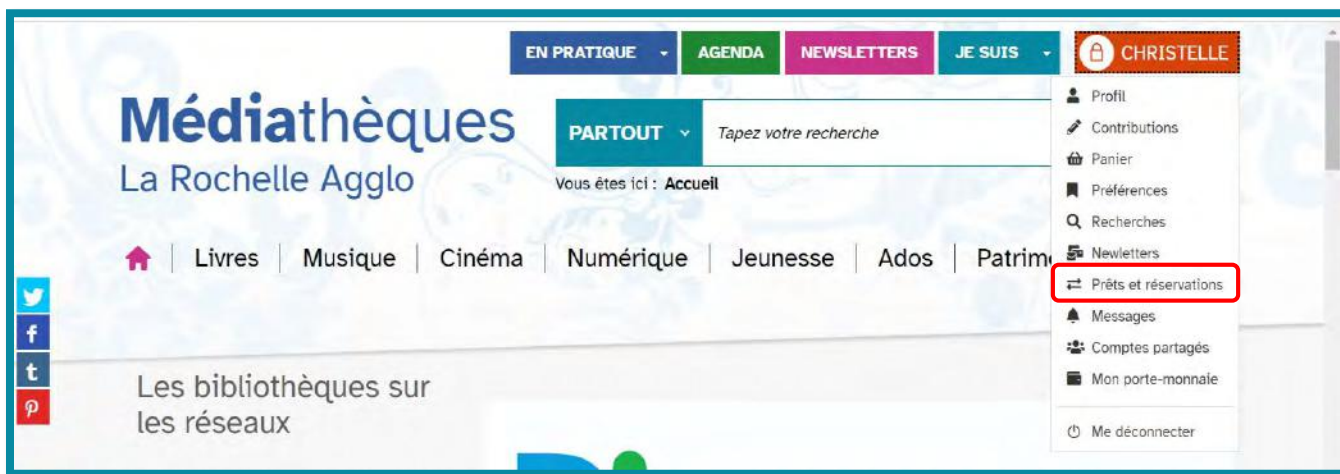 EN PRATIQUE
AGENDA
NEWSLETTERS
JE SUIS
CHRISTELLE
Médiathèques
La Rochelle Agglo
PARTOUT
Tapez votre recherche
Vous êtes ici : Accueil
Livres | Musique | Cinéma | Numérique | Jeunesse | Ados | Patrim
Profil
Contributions
Panier
Préférences
Recherches
Newletters
Prêts et réservations
Messages
Comptes partagés
Mon porte-monnaie
Me déconnecter
Les bibliothèques sur
les réseaux